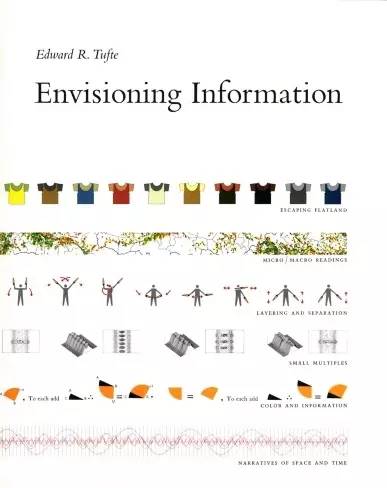 Edward R. Tufte
Envisioning Information
ESCAPING FLATLAND
MICRO / MACRO READINGS
LAYERING AND SEPARATION
SMALL MULTIPLES
, To each add
, To each add
COLOR AND INFORMATION
NARRATIVES OF SPACE AND TIME